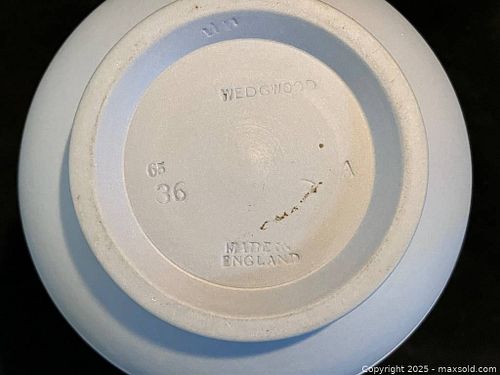 WEDGWOOD
65
36
A
MADE IN
ENGLAND
Copyright 2025 - maxsold.com